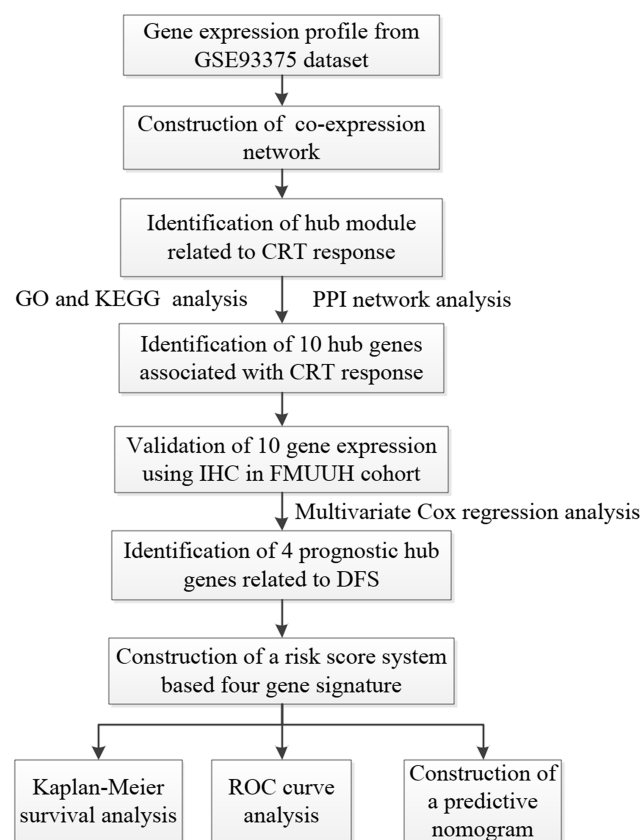 Gene expression profile from
GSE93375 dataset
Construction of co-expression
network
Identification of hub module
related to CRT response
GO and KEGG analysis
PPI network analysis
Identification of 10 hub genes
associated with CRT response
Validation of 10 gene expression
using IHC in FMUUH cohort
Multivariate Cox regression analysis
Identification of 4 prognostic hub
genes related to DFS
Construction of a risk score system
based four gene signature
Kaplan-Meier
survival analysis
ROC curve
analysis
Construction of
a predictive
nomogram